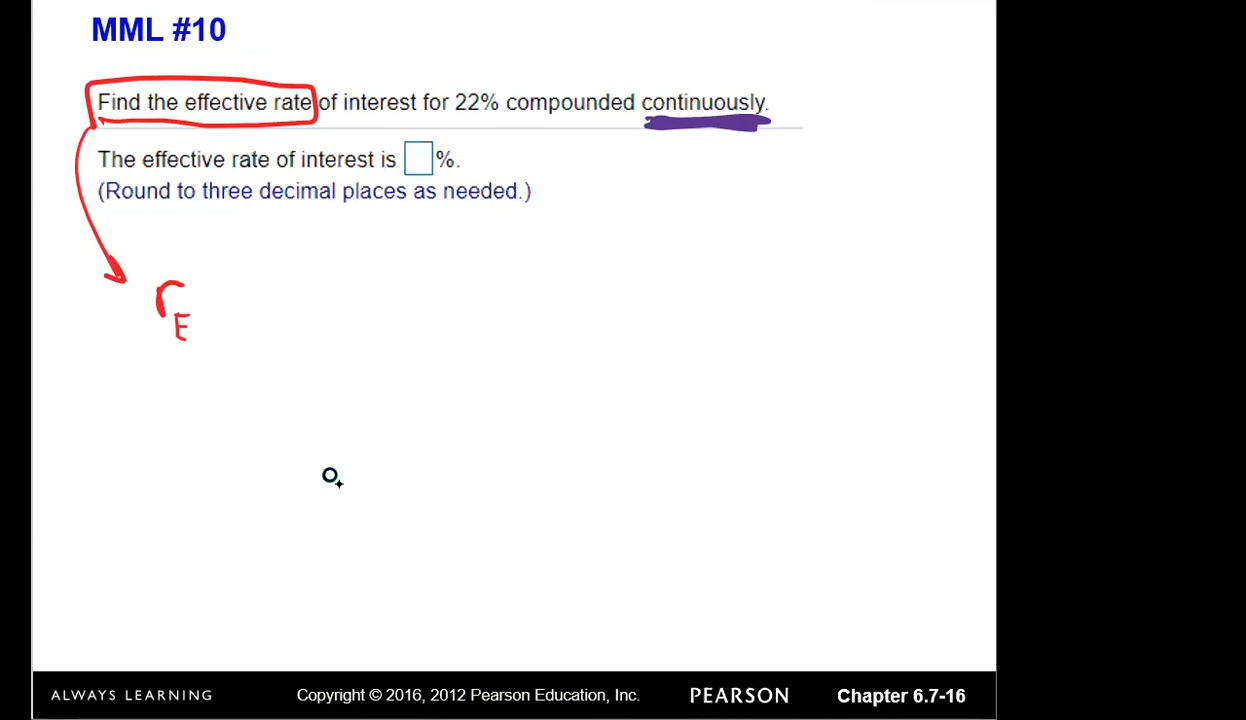 MML #10
Find the effective rate of interest for 22% compounded continuously.
The effective rate of interest is %.
(Round to three decimal places as needed.)
r
E
ALWAYS LEARNING
Copyright © 2016, 2012 Pearson Education, Inc.
PEARSON
Chapter 6.7-16